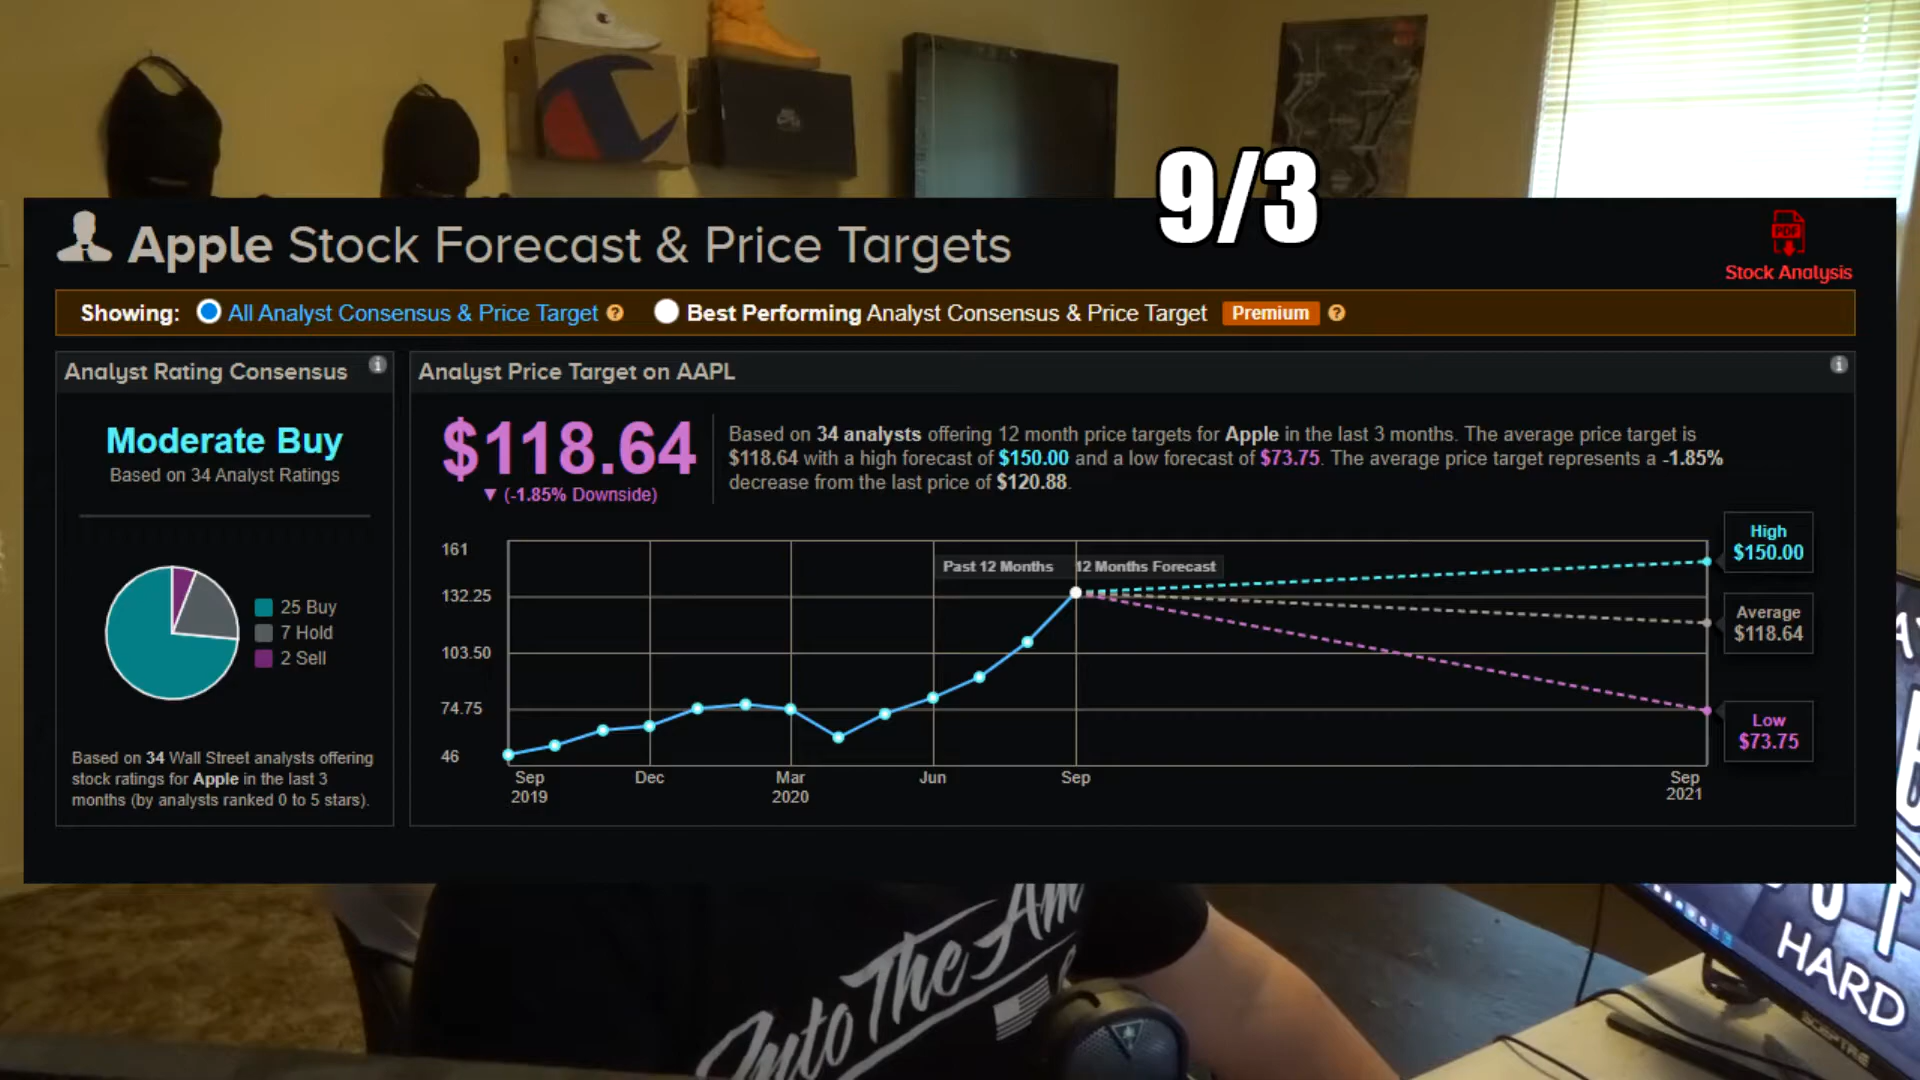 9/3
Apple Stock Forecast & Price Targets
PDF
Stock Analysis
Showing: All Analyst Consensus & Price Target ? Best Performing Analyst Consensus & Price Target Premium ?
Analyst Rating Consensus i
Moderate Buy
Based on 34 Analyst Ratings
25 Buy
7 Hold
2 Sell
Based on 34 Wall Street analysts offering
stock ratings for Apple in the last 3
months (by analysts ranked 0 to 5 stars).
Analyst Price Target on AAPL i
$118.64
▼ (-1.85% Downside)
Based on 34 analysts offering 12 month price targets for Apple in the last 3 months. The average price target is
$118.64 with a high forecast of $150.00 and a low forecast of $73.75. The average price target represents a -1.85%
decrease from the last price of $120.88.
161
132.25
103.50
74.75
46
Past 12 Months
12 Months Forecast
High
$150.00
Average
$118.64
Low
$73.75
Sep
2019
Dec
Mar
2020
Jun
Sep
Sep
2021
Into The Am
HARD
SCEPTRE